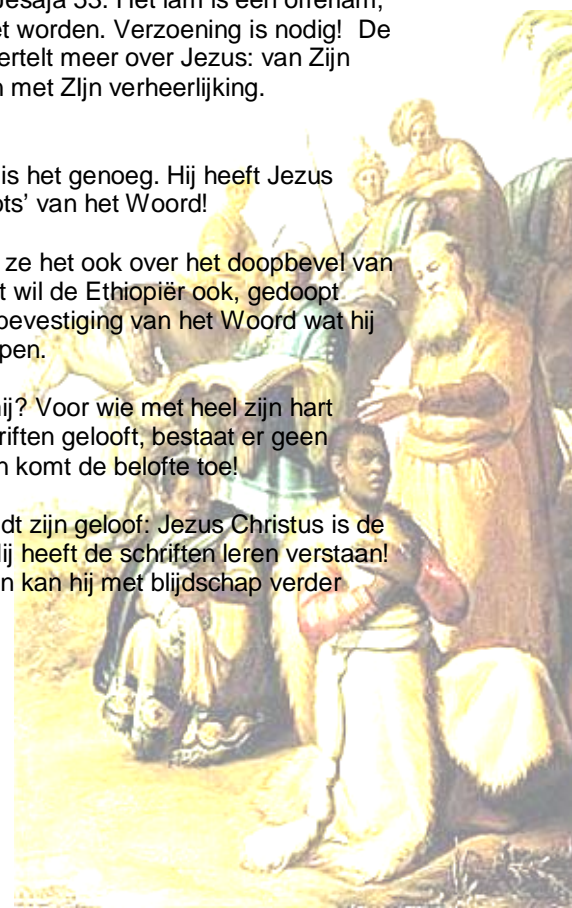 Jesaja 53. Het lam is een offerlam,
et worden. Verzoening is nodig! De
ertelt meer over Jezus: van Zijn
n met ZIjn verheerlijking.
is het genoeg. Hij heeft Jezus
ots’ van het Woord!
ze het ook over het doopbevel van
t wil de Ethiopiër ook, gedoopt
bevestiging van het Woord wat hij
pen.
ij? Voor wie met heel zijn hart
riften gelooft, bestaat er geen
n komt de belofte toe!
dt zijn geloof: Jezus Christus is de
Hij heeft de schriften leren verstaan!
n kan hij met blijdschap verder